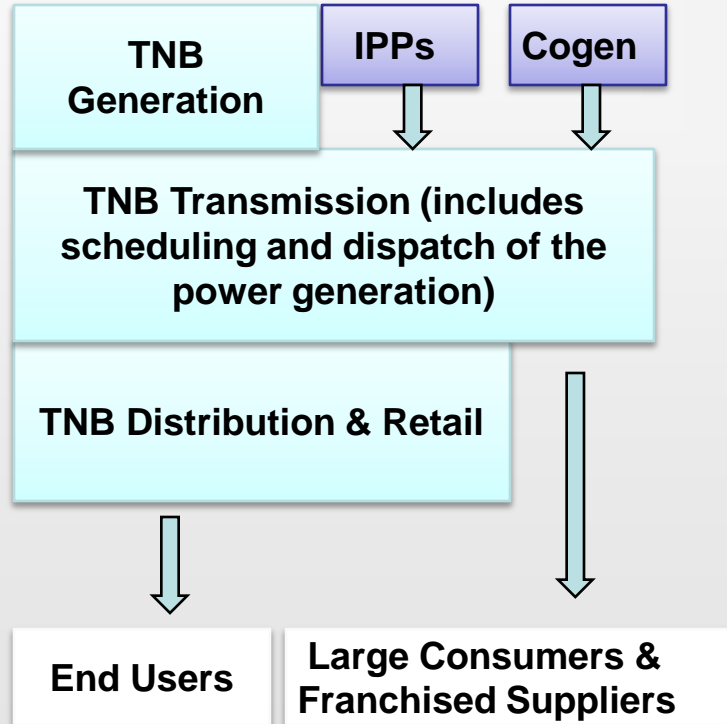 TNB
Generation
IPPs
Cogen
TNB Transmission (includes
scheduling and dispatch of the
power generation)
TNB Distribution & Retail
End Users
Large Consumers &
Franchised Suppliers